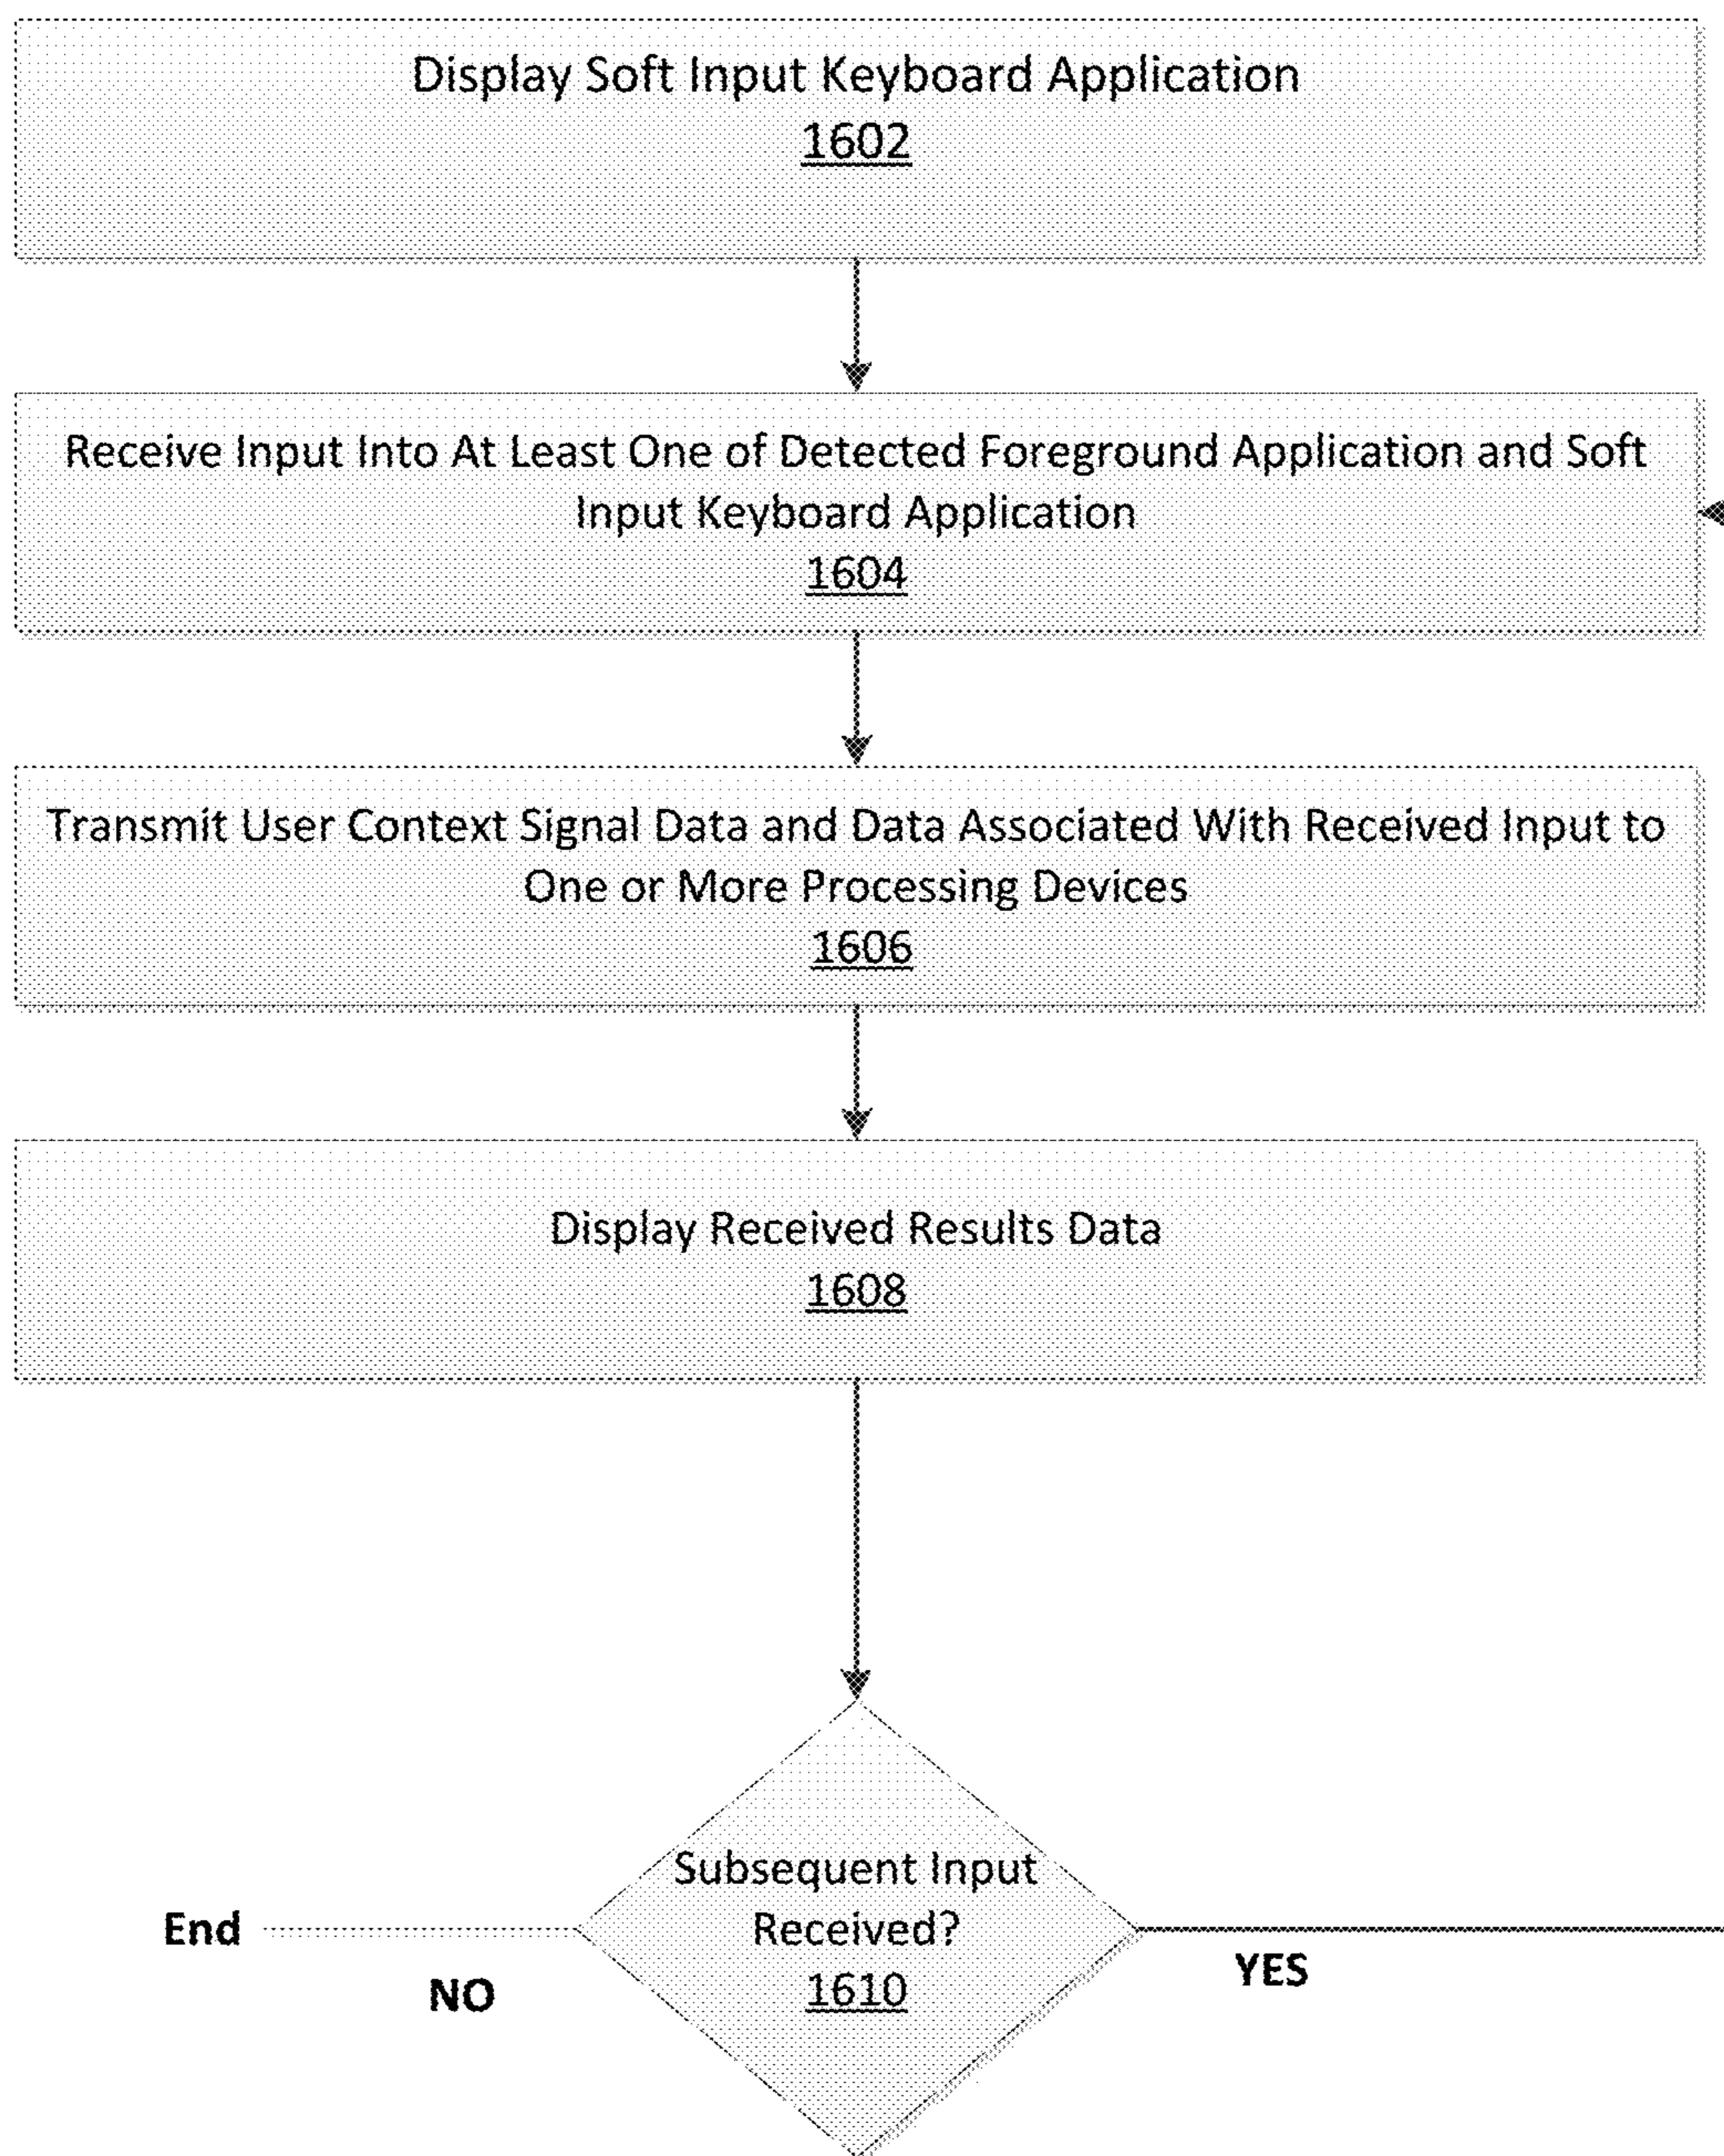 Display Soft Input Keyboard Application
1602
Receive Input Into At Least One of Detected Foreground Application and Soft
Input Keyboard Application
1604
Transmit User Context Signal Data and Data Associated With Received Input to
One or More Processing Devices
1606
Display Received Results Data
1608
Subsequent Input
Received?
1610
End
NO
YES